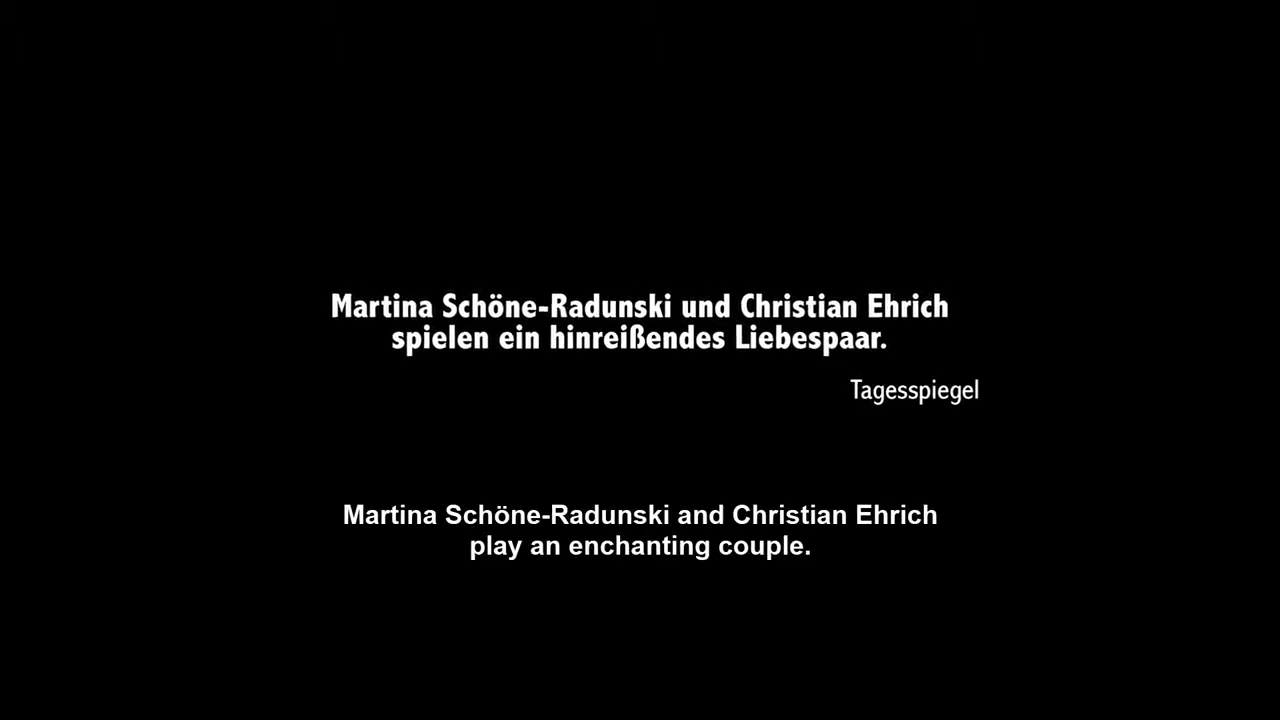 Martina Schöne-Radunski und Christian Ehrich
spielen ein hinreißendes Liebespaar.
Tagesspiegel
Martina Schöne-Radunski and Christian Ehrich
play an enchanting couple.